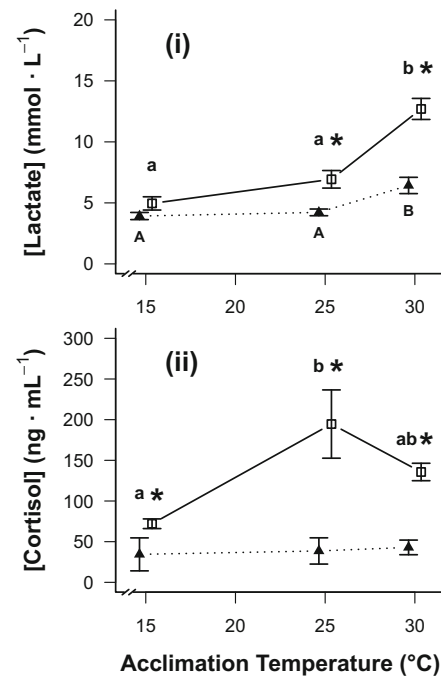 20
(i)
b *
15
[Lactate] (mmol · L⁻¹)
10
a *
a
5
A
A
B
0
15
20
25
30
300
(ii)
250
b *
200
[Cortisol] (ng · mL⁻¹)
150
ab *
100
a *
50
0
15
20
25
30
Acclimation Temperature (°C)